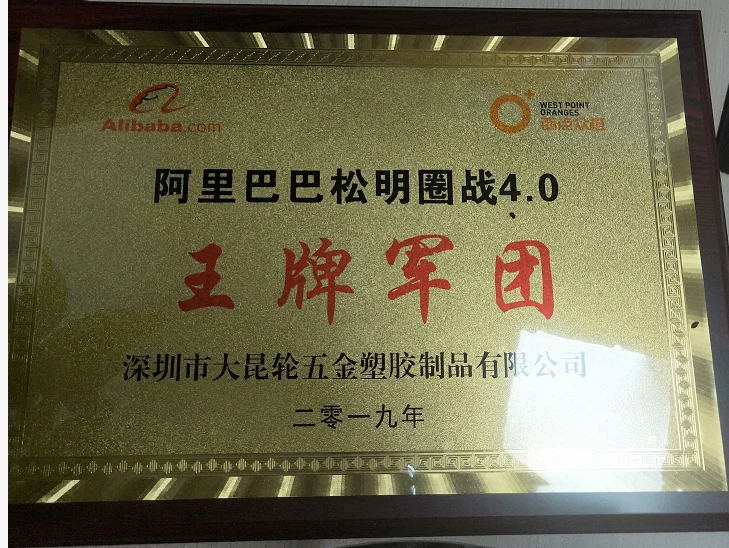 Alibaba.com
WEST POINT
ORANGES
西点众橙
阿里巴巴松明圈战4.0
王牌军团
深圳市大昆轮五金塑胶制品有限公司
二零一九年